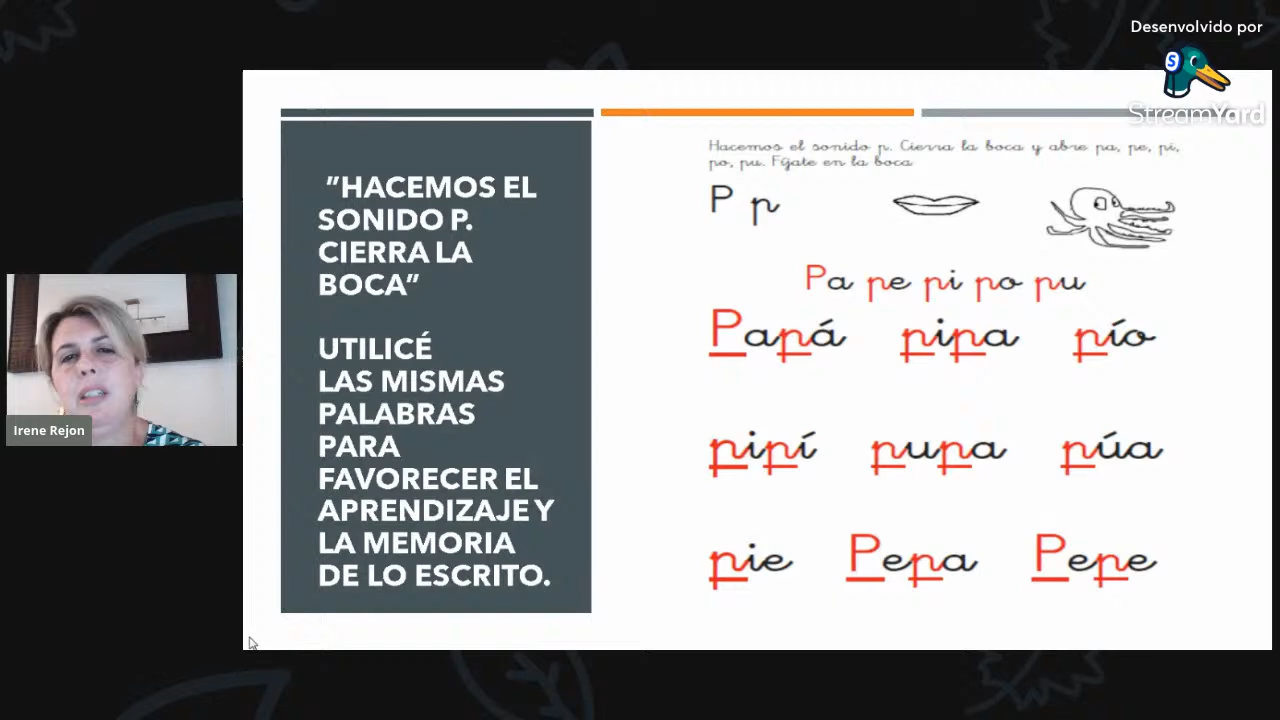 Desenvolvido por
StreamYard
"HACEMOS EL
SONIDO P.
CIERRA LA
BOCA"
UTILICÉ
LAS MISMAS
PALABRAS
PARA
FAVORECER EL
APRENDIZAJE Y
LA MEMORIA
DE LO ESCRITO.
Hacemos el sonido p. Cierra la boca y abre pa, pe, pi,
po, pu. Fíjate en la boca
P p
Pa pe pi po pu
Papá pipa pío
pipí pupa púa
pie Pepa Pepe
Irene Rejon